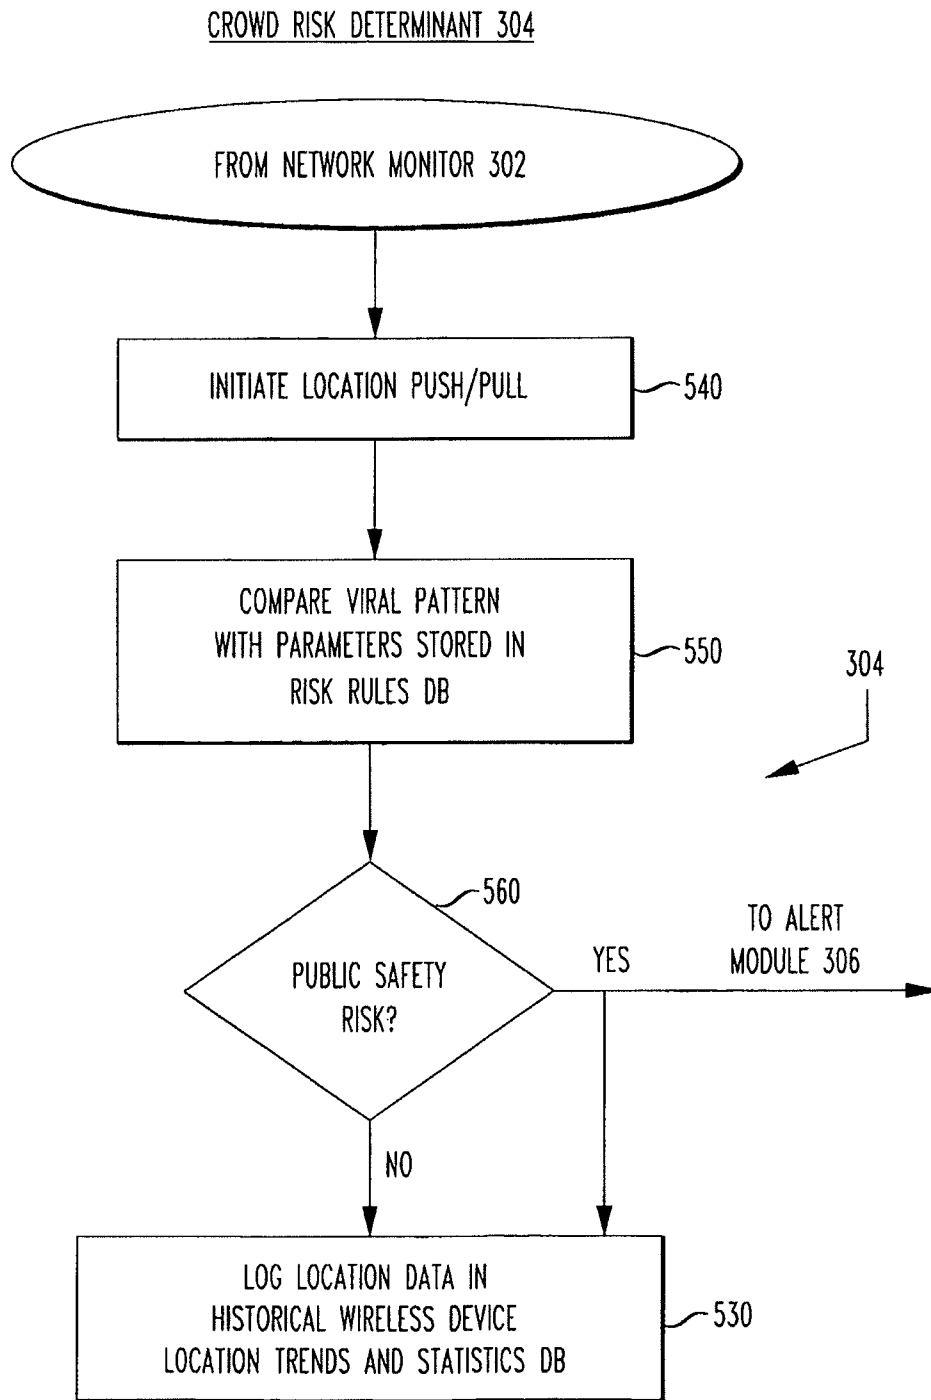 CROWD RISK DETERMINANT 304
FROM NETWORK MONITOR 302
INITIATE LOCATION PUSH/PULL
540
COMPARE VIRAL PATTERN
WITH PARAMETERS STORED IN
RISK RULES DB
550
304
560
PUBLIC SAFETY
RISK?
YES
TO ALERT
MODULE 306
NO
LOG LOCATION DATA IN
HISTORICAL WIRELESS DEVICE
LOCATION TRENDS AND STATISTICS DB
530